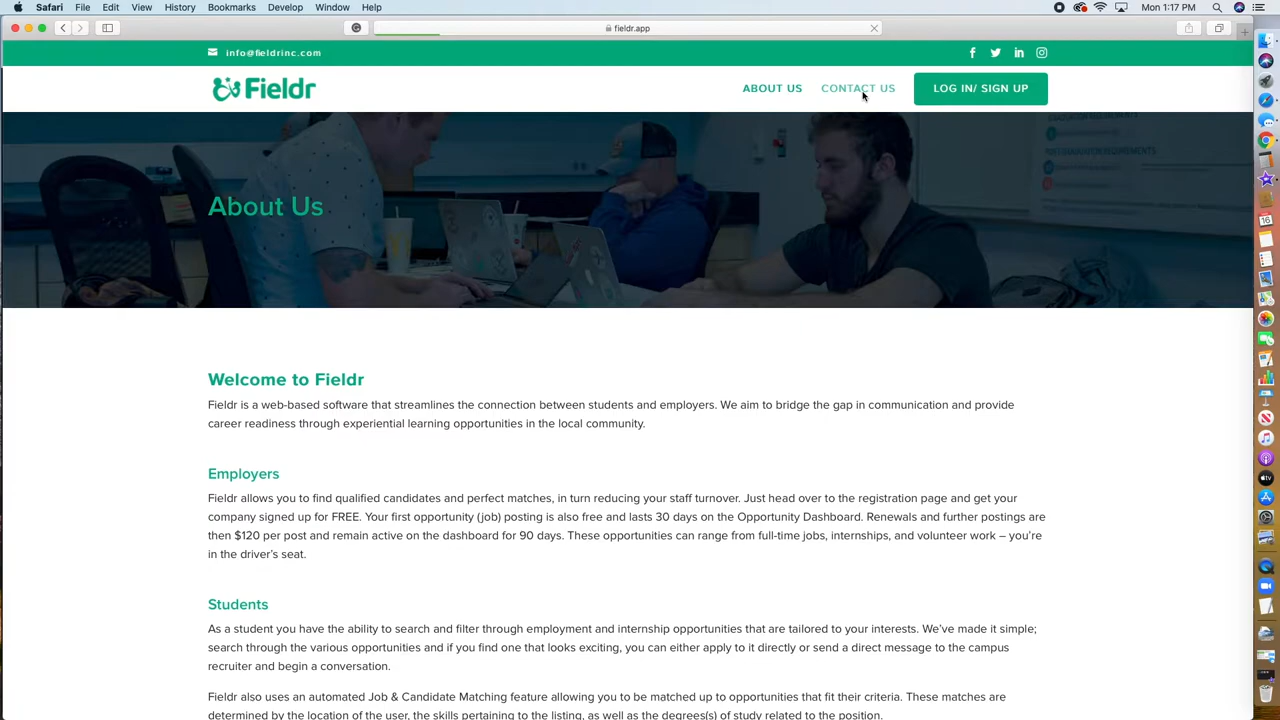 Safari File Edit View History Bookmarks Develop Window Help Mon 1:17 PM
fieldr.app
info@fieldrinc.com
Fieldr ABOUT US CONTACT US LOG IN/ SIGN UP
About Us
Welcome to Fieldr
Fieldr is a web-based software that streamlines the connection between students and employers. We aim to bridge the gap in communication and provide
career readiness through experiential learning opportunities in the local community.
Employers
Fieldr allows you to find qualified candidates and perfect matches, in turn reducing your staff turnover. Just head over to the registration page and get your
company signed up for FREE. Your first opportunity (job) posting is also free and lasts 30 days on the Opportunity Dashboard. Renewals and further postings are
then $120 per post and remain active on the dashboard for 90 days. These opportunities can range from full-time jobs, internships, and volunteer work – you're
in the driver's seat.
Students
As a student you have the ability to search and filter through employment and internship opportunities that are tailored to your interests. We've made it simple;
search through the various opportunities and if you find one that looks exciting, you can either apply to it directly or send a direct message to the campus
recruiter and begin a conversation.
Fieldr also uses an automated Job & Candidate Matching feature allowing you to be matched up to opportunities that fit their criteria. These matches are
determined by the location of the user, the skills pertaining to the listing, as well as the degrees(s) of study related to the position.